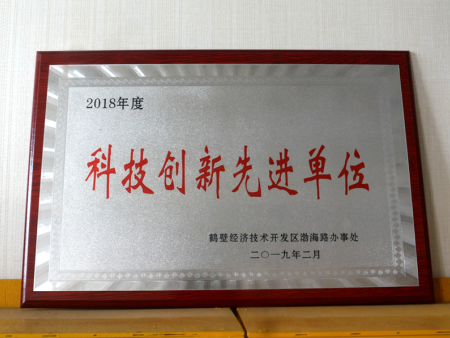 2018年度
科技创新先进单位
鹤壁经济技术开发区渤海路办事处
二〇一九年二月